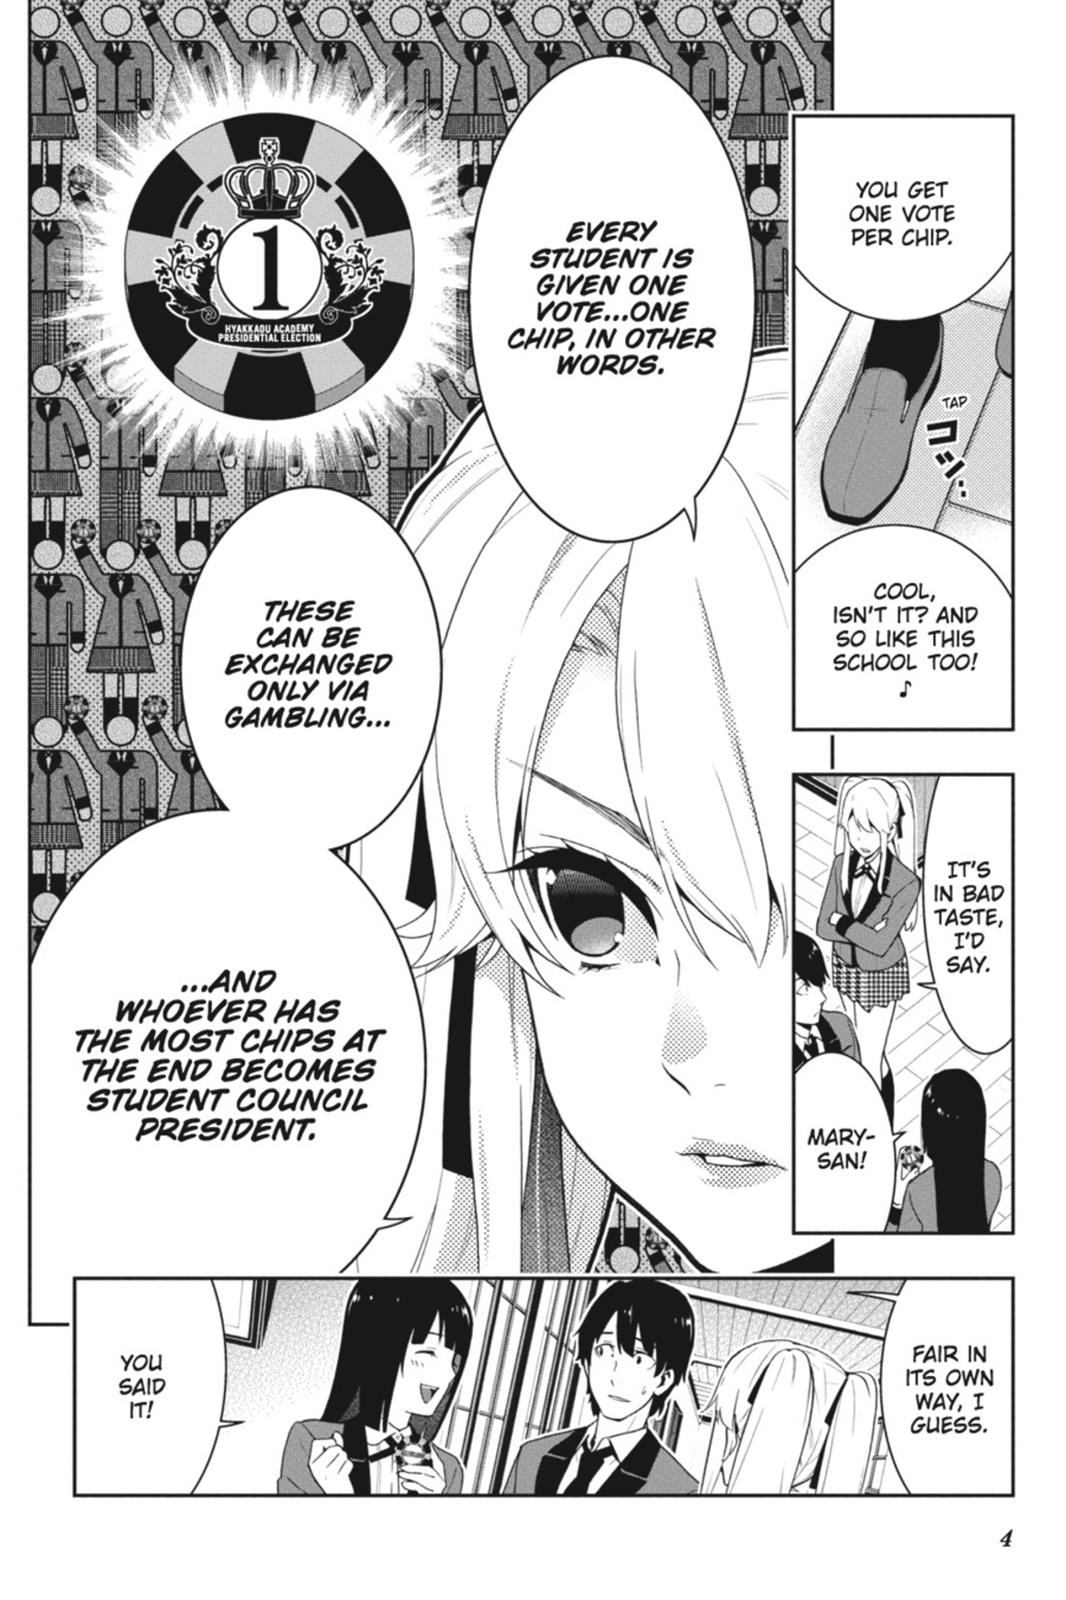 YOU GET
ONE VOTE
PER CHIP.
TAP
コッ
COOL,
ISN'T IT? AND
SO LIKE THIS
SCHOOL TOO!
♪
IT'S
IN BAD
TASTE,
I'D
SAY.
MARY-
SAN!
EVERY
STUDENT IS
GIVEN ONE
VOTE...ONE
CHIP, IN OTHER
WORDS.
1
HYAKKAOU ACADEMY
PRESIDENTIAL ELECTION
THESE
CAN BE
EXCHANGED
ONLY VIA
GAMBLING...
...AND
WHOEVER HAS
THE MOST CHIPS AT
THE END BECOMES
STUDENT COUNCIL
PRESIDENT.
FAIR IN
ITS OWN
WAY, I
GUESS.
YOU
SAID
IT!
4